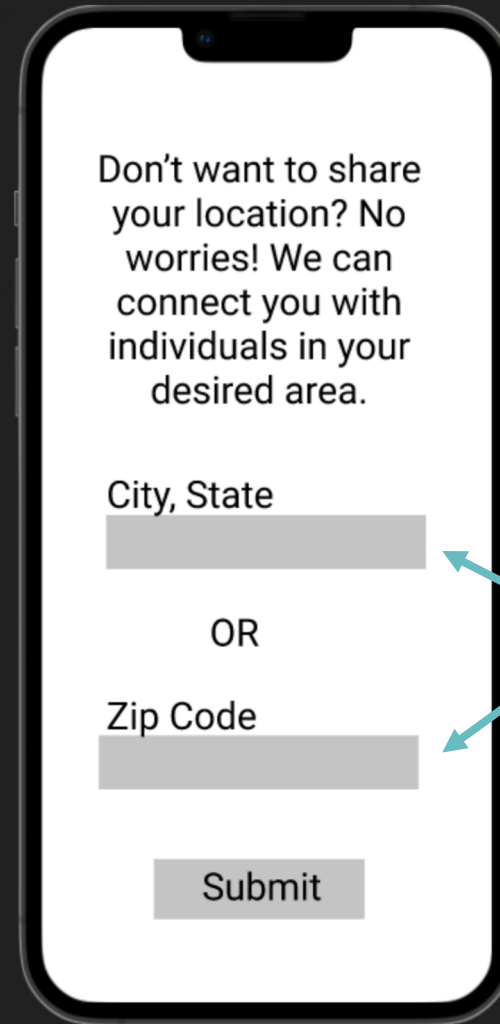 Don’t want to share
your location? No
worries! We can
connect you with
individuals in your
desired area.
City, State
OR
Zip Code
Submit